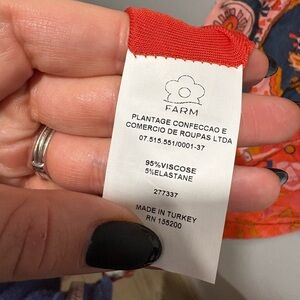 FARM
PLANTAGE CONFECCAO E
COMERCIO DE ROUPAS LTDA
07.515.551/0001-37
95%VISCOSE
5%ELASTANE
277337
MADE IN TURKEY
RN 155200